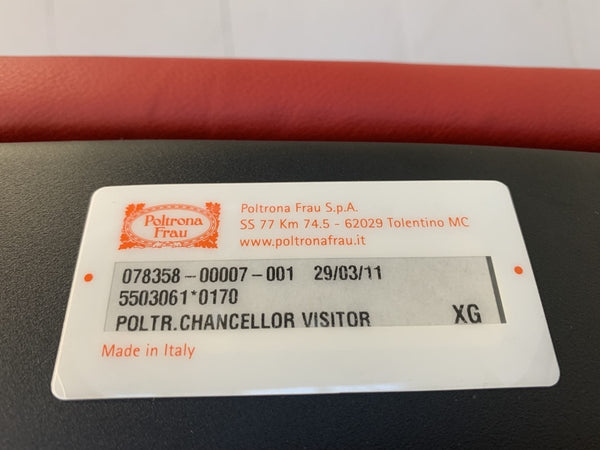 Poltrona
Frau
Poltrona Frau S.p.A.
SS 77 Km 74.5 - 62029 Tolentino MC
www.poltronafrau.it
078358-00007-001 29/03/11
5503061*0170
POLTR.CHANCELLOR VISITOR XG
Made in Italy